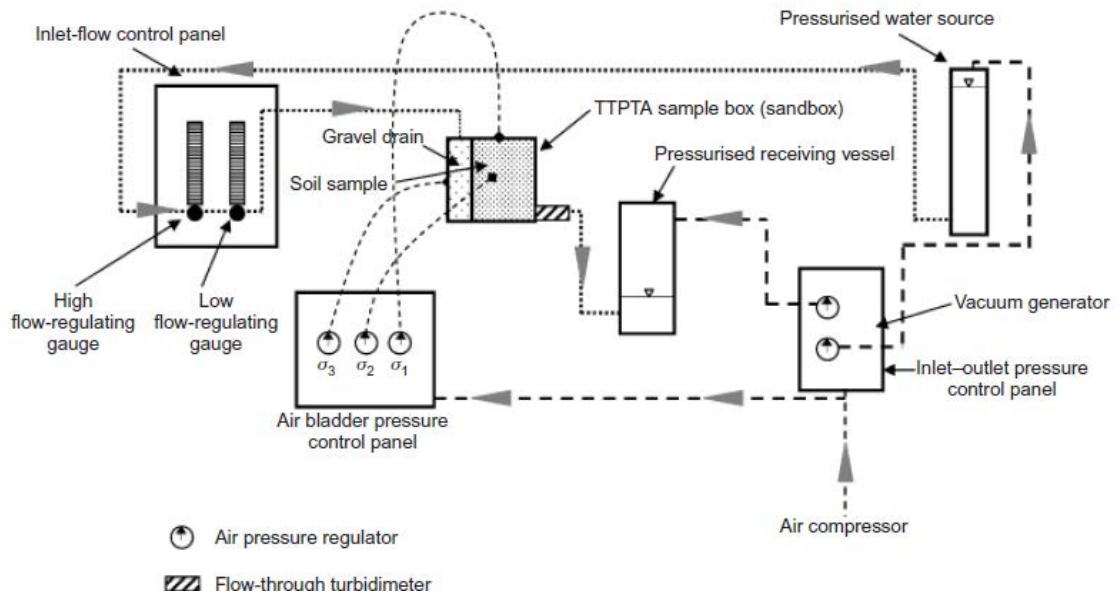 Pressurised water source
Inlet-flow control panel
TTPTA sample box (sandbox)
Gravel drain
Pressurised receiving vessel
Soil sample
High
flow-regulating
gauge
Low
flow-regulating
gauge
Vacuum generator
σ3 σ2 σ1
Inlet–outlet pressure
control panel
Air bladder pressure
control panel
Air compressor
Air pressure regulator
Flow-through turbidimeter